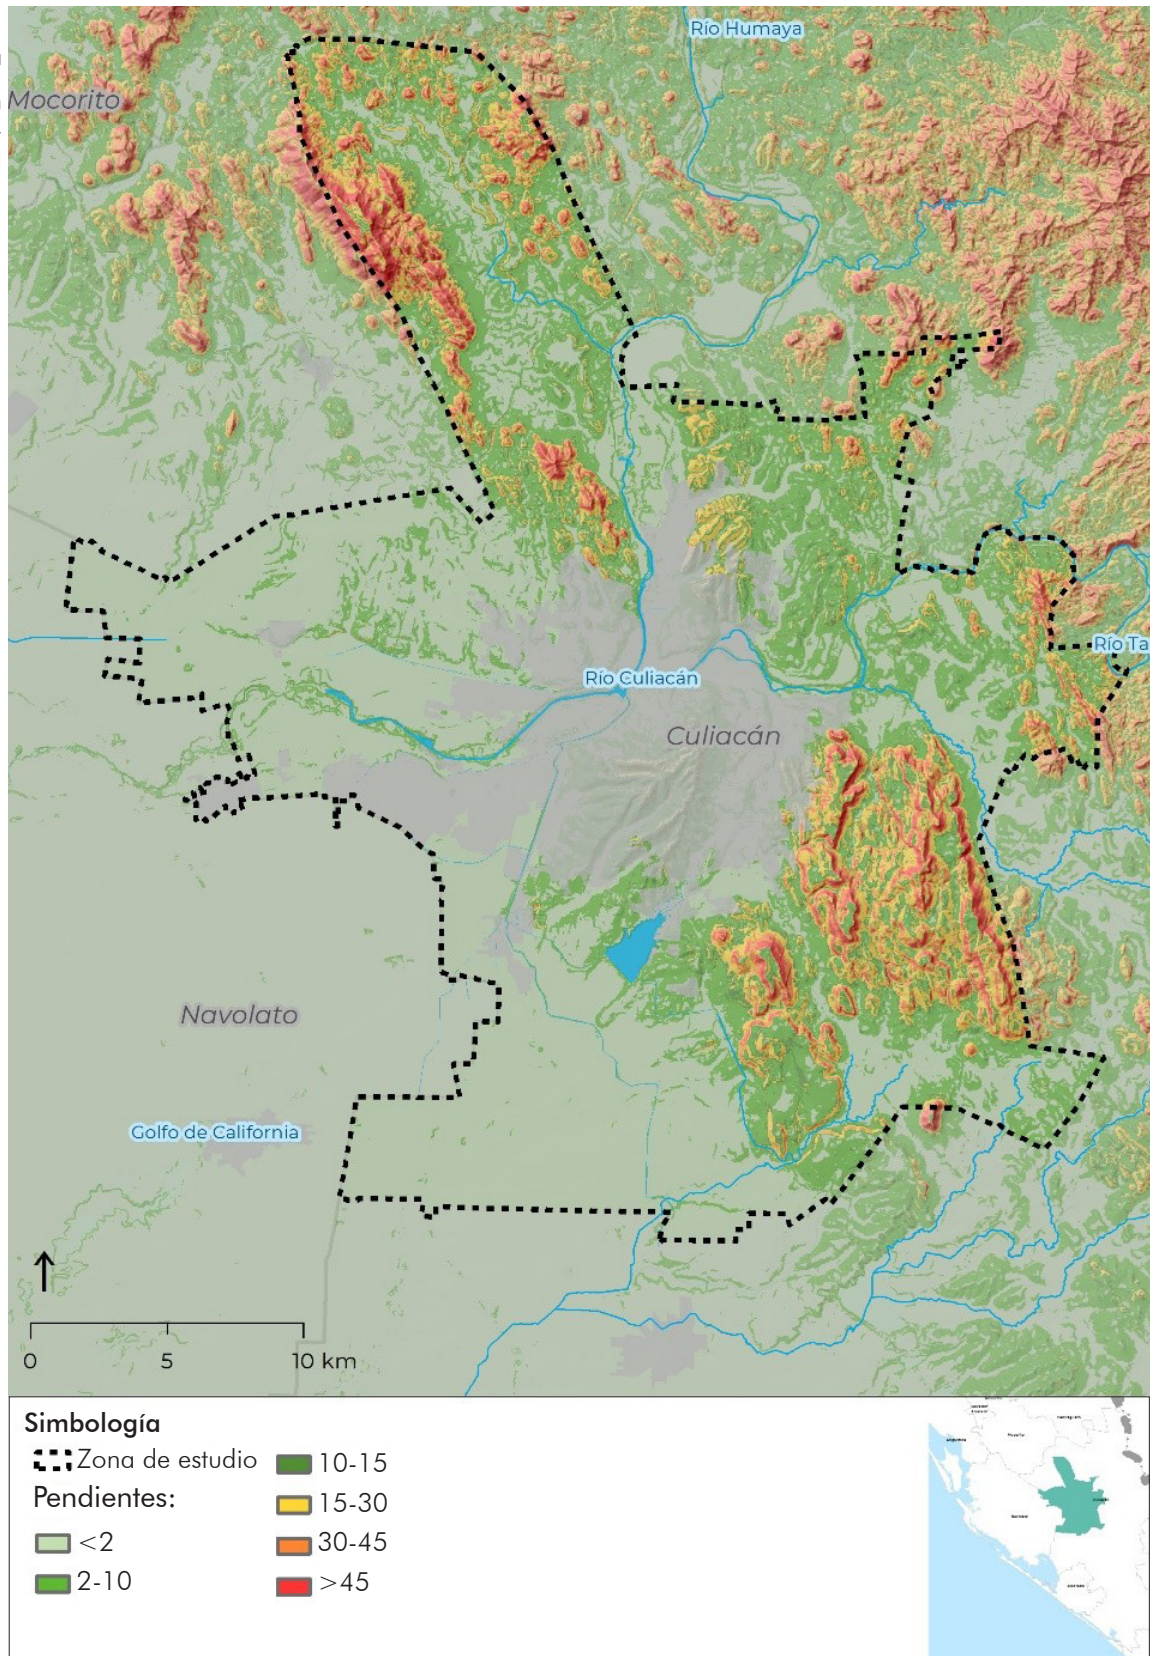 Río Humaya
Mocorito
Río Ta
Río Culiacán
Culiacán
Navolato
Golfo de California
0 5 10 km
Simbología
Zona de estudio
Pendientes:
<2
2-10
10-15
15-30
30-45
>45